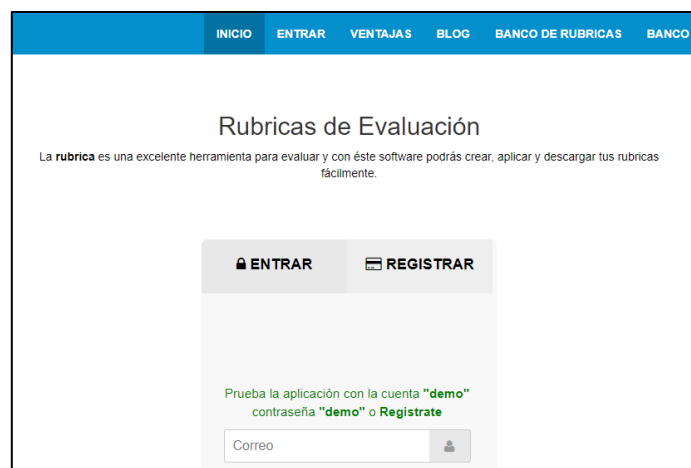 INICIO ENTRAR VENTAJAS BLOG BANCO DE RUBRICAS BANCO
Rubricas de Evaluación
La rubrica es una excelente herramienta para evaluar y con éste software podrás crear, aplicar y descargar tus rubricas
fácilmente.
ENTRAR REGISTRAR
Prueba la aplicación con la cuenta "demo"
contraseña "demo" o Registrate
Correo